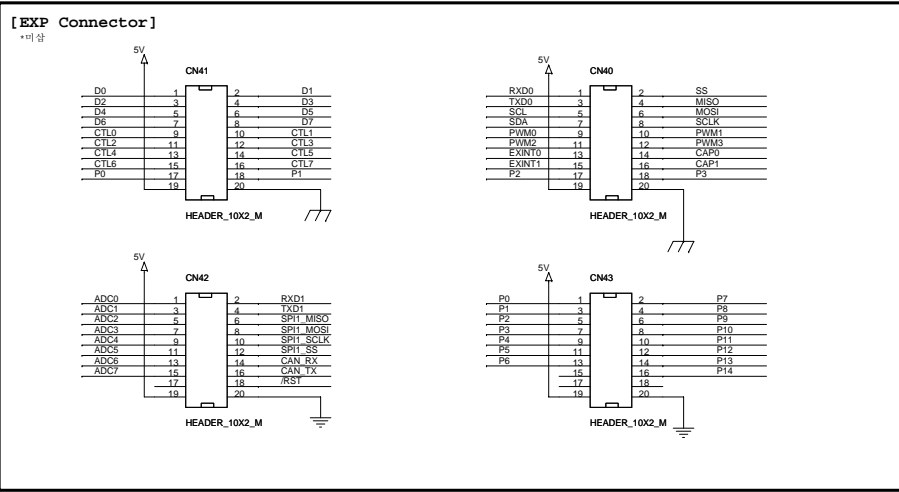 [EXP Connector]
*미삽
5V
CN41
D0 1 2 D1
D2 3 4 D3
D4 5 6 D5
D6 7 8 D7
CTL0 9 10 CTL1
CTL2 11 12 CTL3
CTL4 13 14 CTL5
CTL6 15 16 CTL7
P0 17 18 P1
19 20
HEADER_10X2_M
5V
CN40
RXD0 1 2 SS
TXD0 3 4 MISO
SCL 5 6 MOSI
SDA 7 8 SCLK
PWM0 9 10 PWM1
PWM2 11 12 PWM3
EXINT0 13 14 CAP0
EXINT1 15 16 CAP1
P2 17 18 P3
19 20
HEADER_10X2_M
5V
CN42
ADC0 1 2 RXD1
ADC1 3 4 TXD1
ADC2 5 6 SPI1_MISO
ADC3 7 8 SPI1_MOSI
ADC4 9 10 SPI1_SCLK
ADC5 11 12 SPI1_SS
ADC6 13 14 CAN_RX
ADC7 15 16 CAN_TX
17 18 /RST
19 20
HEADER_10X2_M
5V
CN43
P0 1 2 P7
P1 3 4 P8
P2 5 6 P9
P3 7 8 P10
P4 9 10 P11
P5 11 12 P12
P6 13 14 P13
15 16 P14
17 18
19 20
HEADER_10X2_M